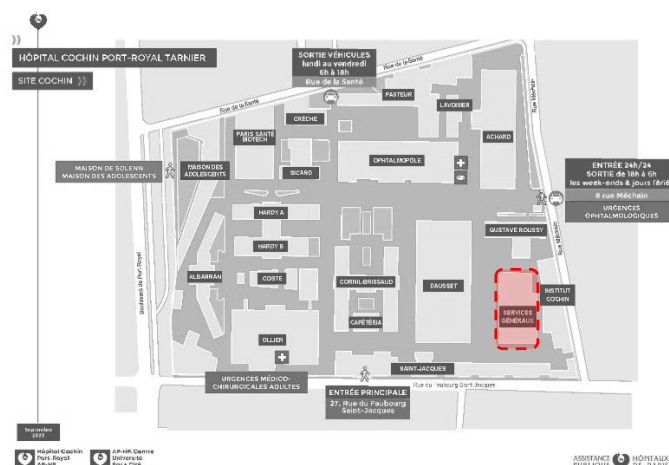 HÔPITAL COCHIN PORT-ROYAL TARNIER
SITE COCHIN
SORTIE VÉHICULES
lundi au vendredi
6h à 18h
Rue de la Santé
Rue de la Santé
Rue de la Santé
PASTEUR
LAVOISIER
CRÈCHE
PARIS SANTÉ
BIOTECH
ACHARD
Rue Méchain
MAISON DE SOLENN
MAISON DES ADOLESCENTS
MAISON DES
ADOLESCENTS
SICARD
OPHTALMOPÔLE
ENTRÉE 24h/24
SORTIE de 18h à 6h
les week-ends & jours férié
8 rue Méchain
URGENCES
OPHTALMOLOGIQUES
HARDY A
GUSTAVE ROUSSY
Rue Méchain
HARDY B
Boulevard de Port-Royal
ALBARRAN
COSTE
CORNIL-BRISSAUD
DAUSSET
INSTITUT
COCHIN
SERVICES
GÉNÉRAUX
CAFÉTÉRIA
OLLIER
SAINT-JACQUES
URGENCES MÉDICO-
CHIRURGICALES ADULTES
Rue du Faubourg Saint-Jacques
ENTRÉE PRINCIPALE
27, Rue du Faubourg
Saint-Jacques
Septembre
2023
Hôpital Cochin
Port-Royal
AP-HP
AP-HP. Centre
Université
ASSISTANCE
HÔPITAUX
PUBLIQUE
DE PARIS